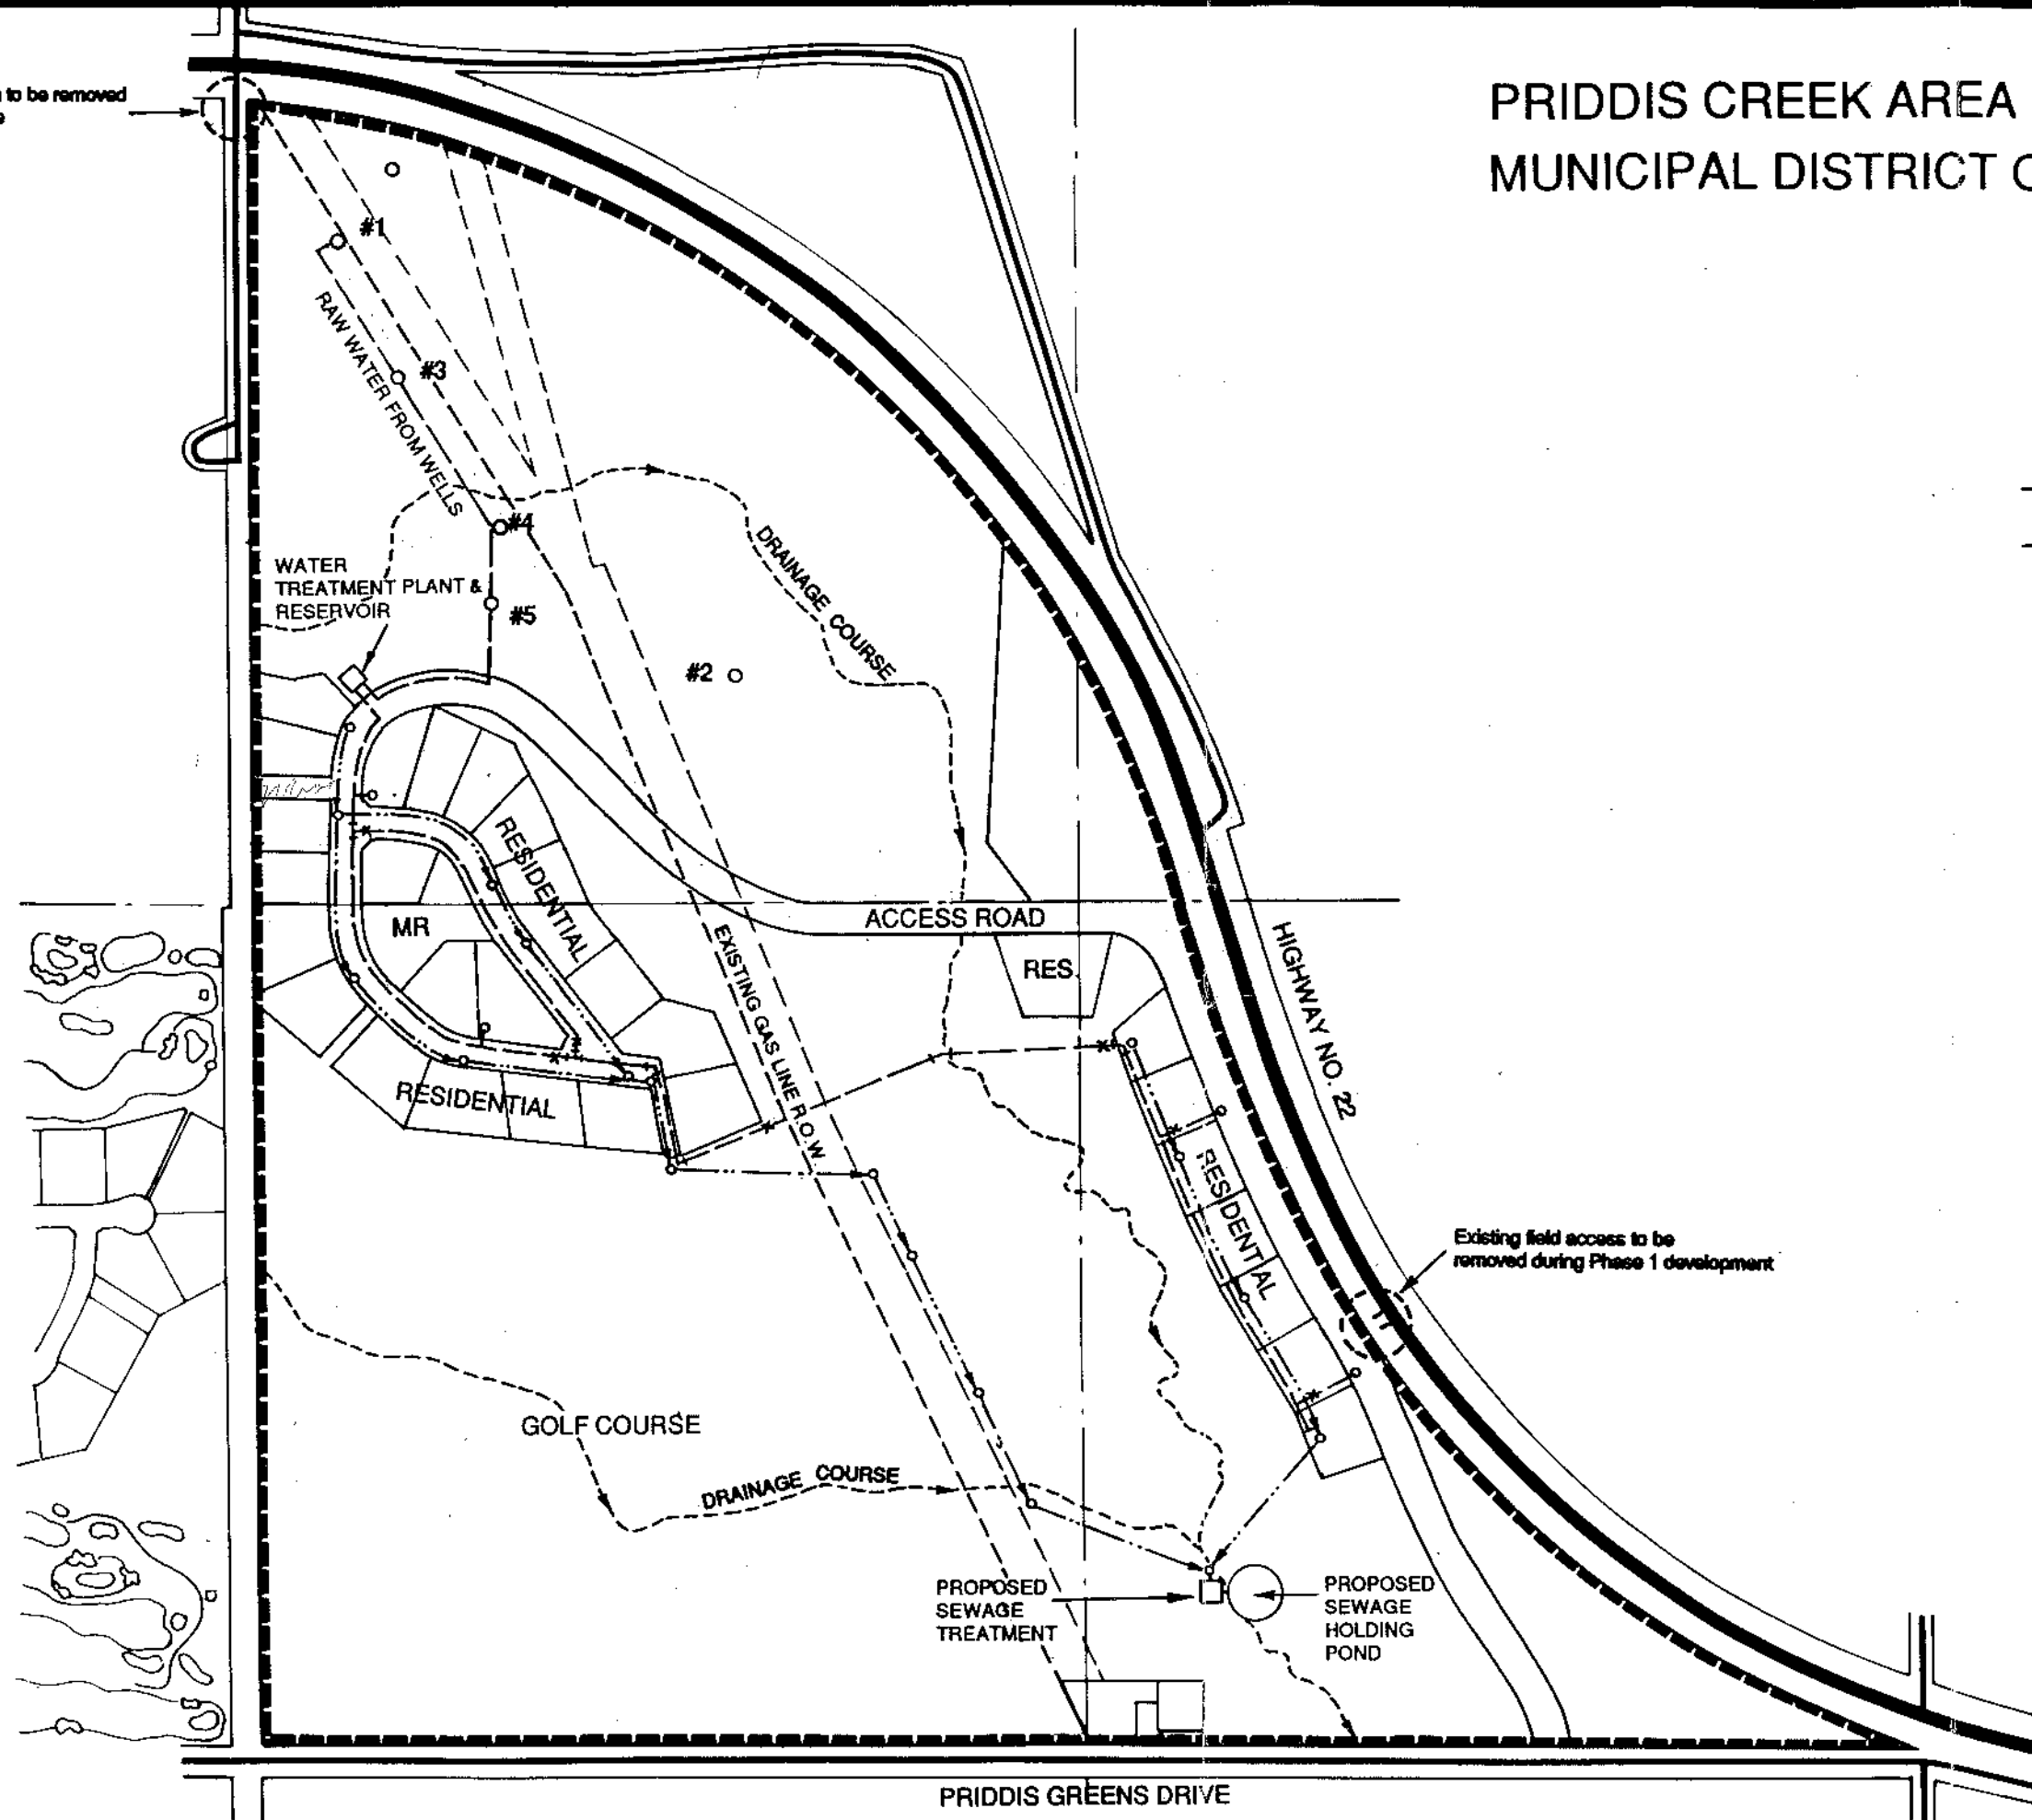 PRIDDIS CREEK AREA
MUNICIPAL DISTRICT
to be removed
#1
RAW WATER FROM WELLS
#3
#4
WATER
TREATMENT PLANT &
RESERVOIR
#5
#2
DRAINAGE COURSE
RESIDENTIAL
MR
ACCESS ROAD
RES.
EXISTING GAS LINE R.O.W
HIGHWAY NO. 22
RESIDENTIAL
RESIDENTIAL
Existing field access to be
removed during Phase 1 development
GOLF COURSE
DRAINAGE COURSE
PROPOSED
SEWAGE
TREATMENT
PROPOSED
SEWAGE
HOLDING
POND
PRIDDIS GREENS DRIVE